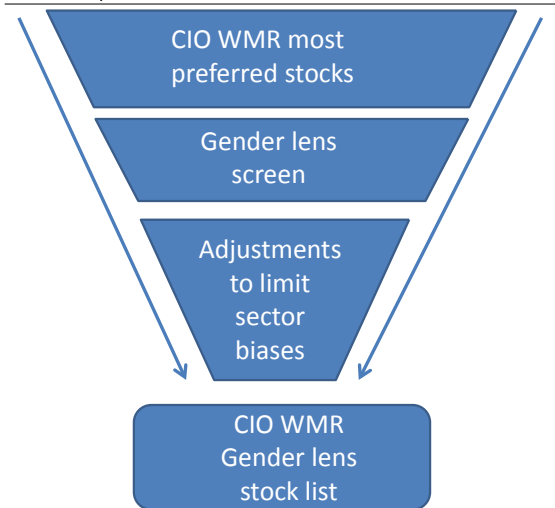 CIO WMR most
preferred stocks
Gender lens
screen
Adjustments
to limit
sector
biases
CIO WMR
Gender lens
stock list